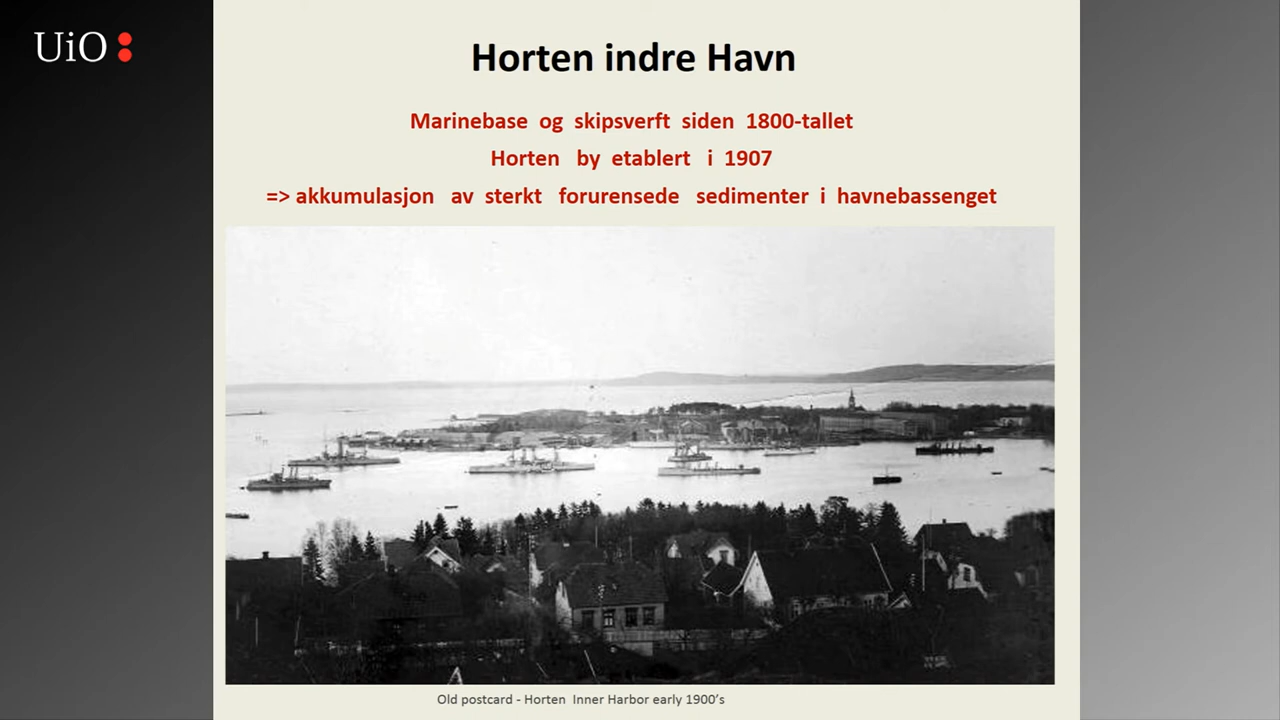 UiO:
Horten indre Havn
Marinebase og skipsverft siden 1800-tallet
Horten by etablert i 1907
=> akkumulasjon av sterkt forurensede sedimenter i havnebassenget
Old postcard - Horten Inner Harbor early 1900's